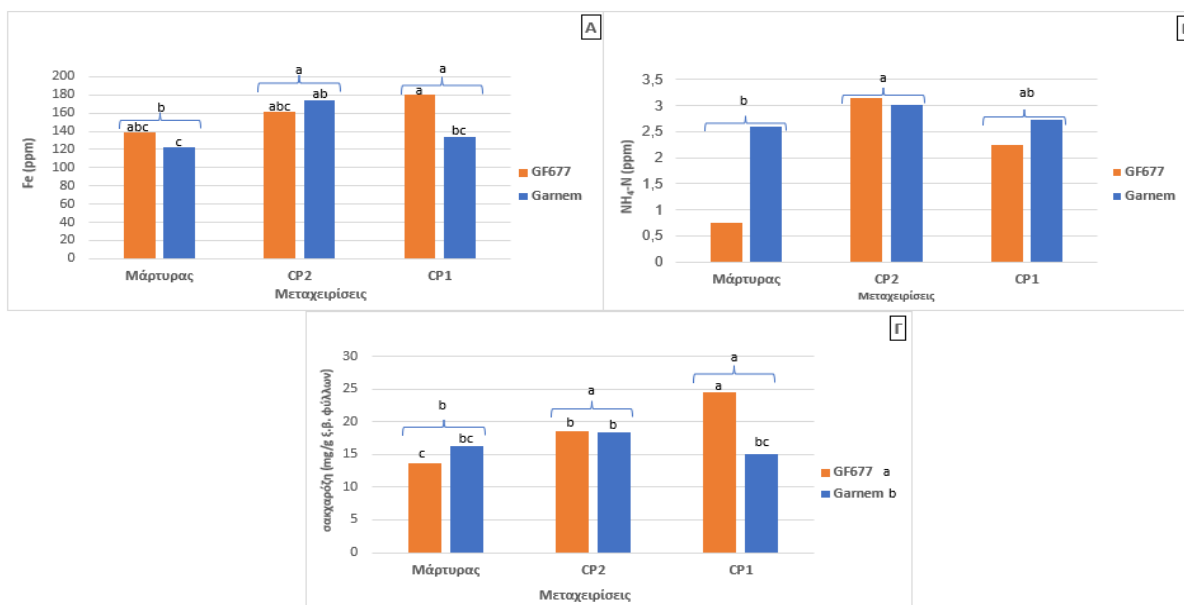 A
a
a
b
a
abc
ab
abc
c
bc
200
180
160
140
120
100
80
60
40
20
0
Fe (ppm)
Μάρτυρας CP2 CP1
Μεταχειρίσεις
GF677
Garnem
a
b
ab
3,5
3
2,5
2
1,5
1
0,5
0
NH₄-N (ppm)
Μάρτυρας CP2 CP1
Μεταχειρίσεις
GF677
Garnem
Γ
a
a
b
a
b b
c bc
bc
30
25
20
15
10
5
0
σακχαρόζη (mg/g ξ.β. φύλλων)
Μάρτυρας CP2 CP1
Μεταχειρίσεις
GF677 a
Garnem b